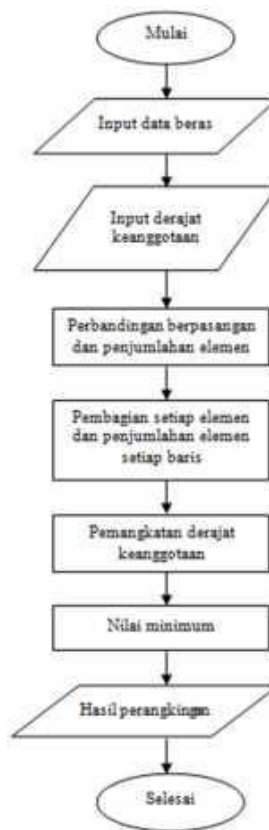 Mulai
Input data beras
Input derajat
keanggotaan
Perbandingan berpasangan
dan penjumlahan elemen
Pembagian setiap elemen
dan penjumlahan elemen
setiap baris
Pemangkatan derajat
keanggotaan
Nilai minimum
Hasil perangkingan
Selesai